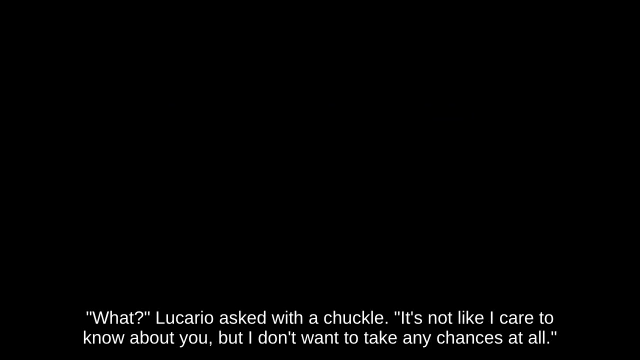 "What?" Lucario asked with a chuckle. "It's not like I care to
know about you, but I don't want to take any chances at all."